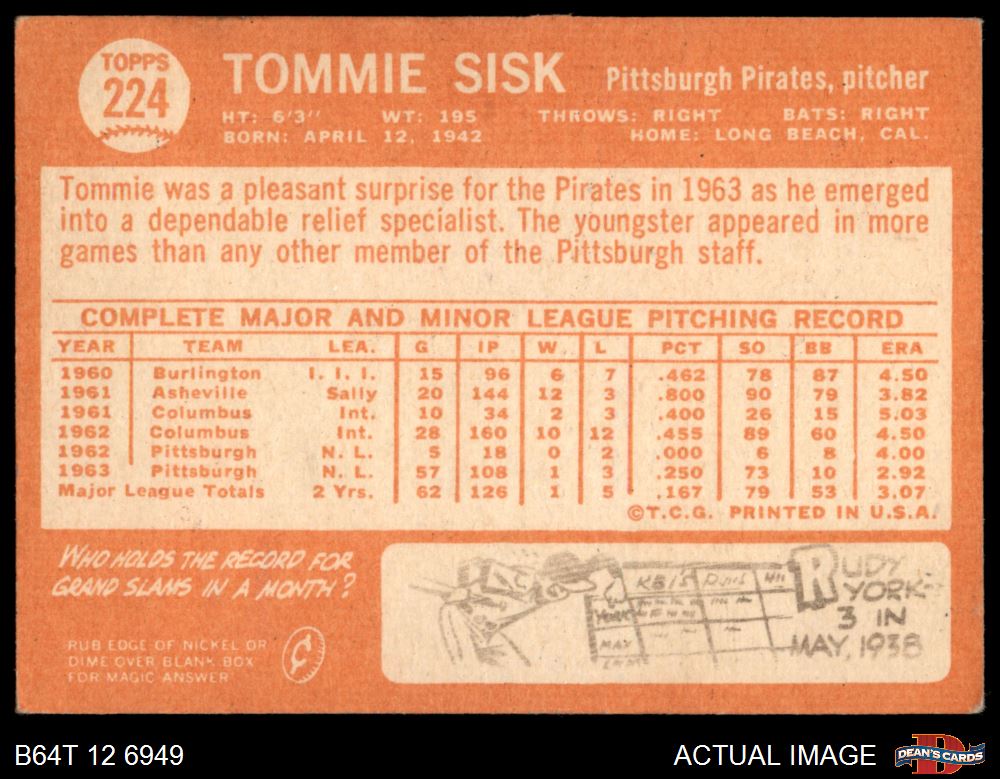 TOPPS
224
TOMMIE SISK Pittsburgh Pirates, pitcher
HT: 6'3'' WT: 195 THROWS: RIGHT BATS: RIGHT
BORN: APRIL 12, 1942 HOME: LONG BEACH, CAL.
Tommie was a pleasant surprise for the Pirates in 1963 as he emerged
into a dependable relief specialist. The youngster appeared in more
games than any other member of the Pittsburgh staff.
COMPLETE MAJOR AND MINOR LEAGUE PITCHING RECORD
YEAR TEAM LEA. G IP W L PCT SO BB ERA
1960 Burlington I. I. I. 15 96 6 7 .462 78 87 4.50
1961 Asheville Sally 20 144 12 3 .800 90 79 3.82
1961 Columbus Int. 10 34 2 3 .400 26 15 5.03
1962 Columbus Int. 28 160 10 12 .455 89 60 4.50
1962 Pittsburgh N. L. 5 18 0 2 .000 6 8 4.00
1963 Pittsburgh N. L. 57 108 1 3 .250 73 10 2.92
Major League Totals 2 Yrs. 62 126 1 5 .167 79 53 3.07
©T.C.G. PRINTED IN U.S.A.
WHO HOLDS THE RECORD FOR
GRAND SLAMS IN A MONTH?
RUB EDGE OF NICKEL OR
DIME OVER BLANK BOX
FOR MAGIC ANSWER
¢
RBI'S RUNS
YORK
MAY
RUDY
YORK-
3 IN
MAY, 1938
B64T 12 6949
ACTUAL IMAGE
DEAN'S CARDS